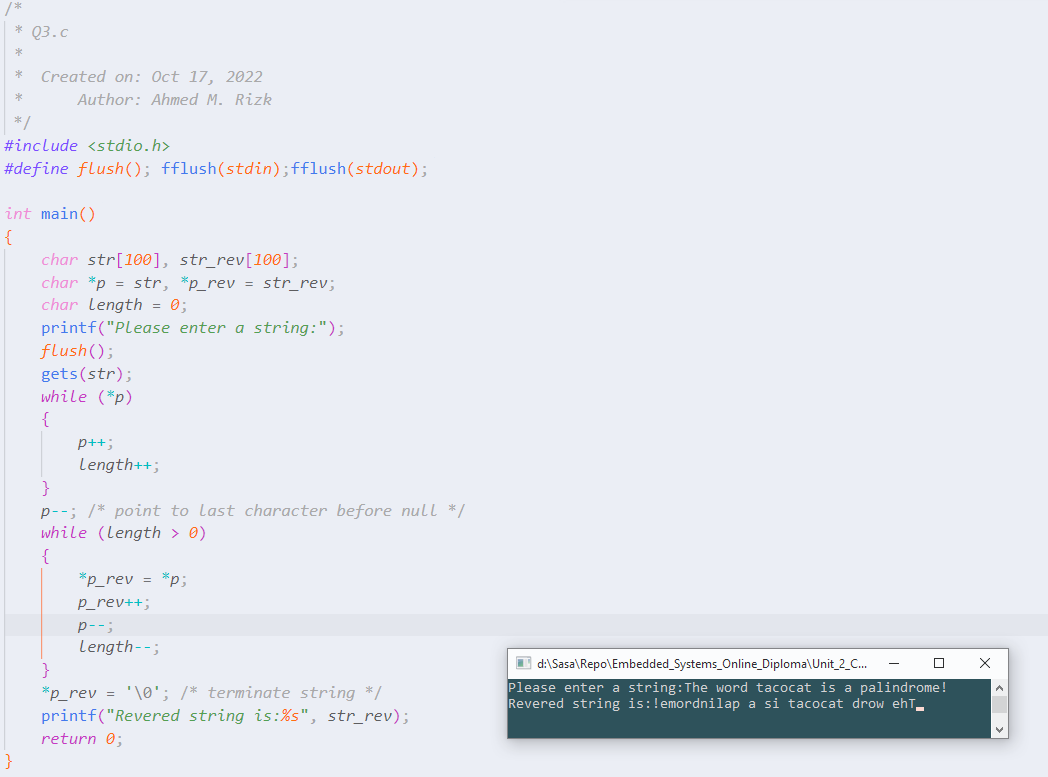 /*
 * Q3.c
 *
 *  Created on: Oct 17, 2022
 *      Author: Ahmed M. Rizk
 */
#include <stdio.h>
#define flush(); fflush(stdin);fflush(stdout);

int main()
{
    char str[100], str_rev[100];
    char *p = str, *p_rev = str_rev;
    char length = 0;
    printf("Please enter a string:");
    flush();
    gets(str);
    while (*p)
    {
        p++;
        length++;
    }
    p--; /* point to last character before null */
    while (length > 0)
    {
        *p_rev = *p;
        p_rev++;
        p--;
        length--;
    }
    *p_rev = '\0'; /* terminate string */
    printf("Revered string is:%s", str_rev);
    return 0;
}
d:\Sasa\Repo\Embedded_Systems_Online_Diploma\Unit_2_C...
Please enter a string:The word tacocat is a palindrome!
Revered string is:!emordnilap a si tacocat drow ehT